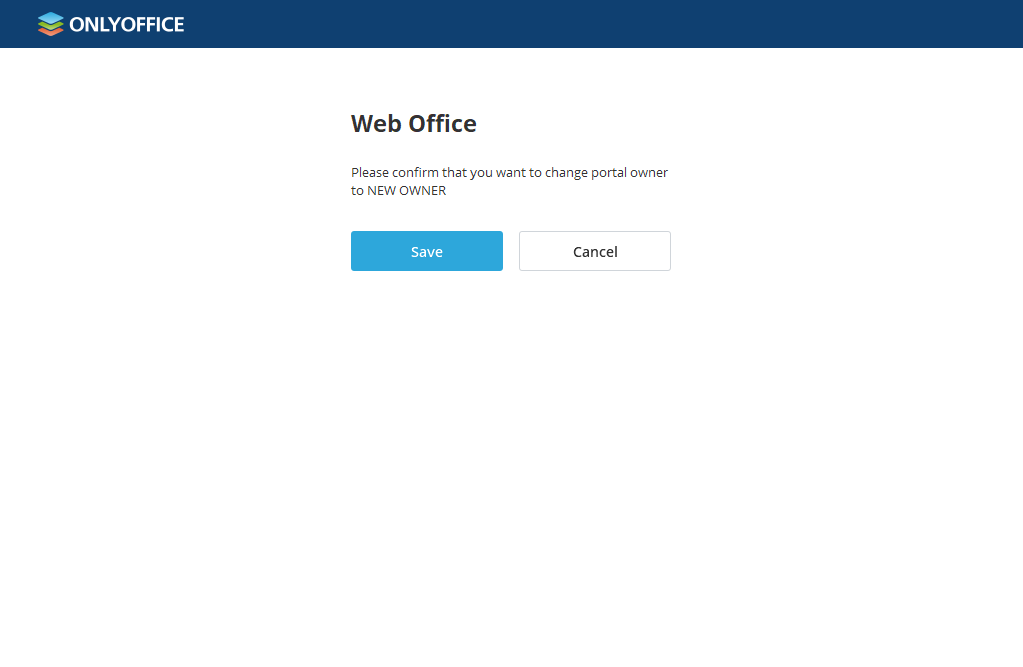 ONLYOFFICE
Web Office
Please confirm that you want to change portal owner
to NEW OWNER
Save
Cancel